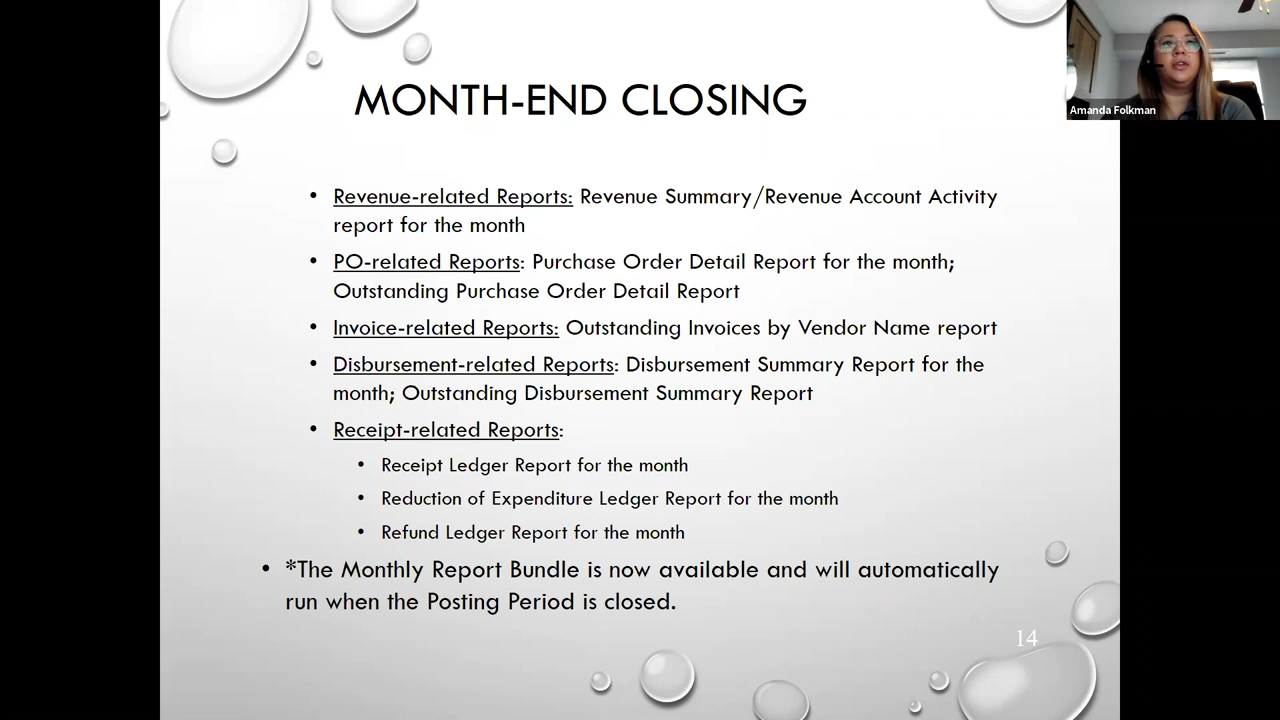 MONTH-END CLOSING
Amanda Folkman
• Revenue-related Reports: Revenue Summary/Revenue Account Activity
report for the month
• PO-related Reports: Purchase Order Detail Report for the month;
Outstanding Purchase Order Detail Report
• Invoice-related Reports: Outstanding Invoices by Vendor Name report
• Disbursement-related Reports: Disbursement Summary Report for the
month; Outstanding Disbursement Summary Report
• Receipt-related Reports:
• Receipt Ledger Report for the month
• Reduction of Expenditure Ledger Report for the month
• Refund Ledger Report for the month
• *The Monthly Report Bundle is now available and will automatically
run when the Posting Period is closed.
14